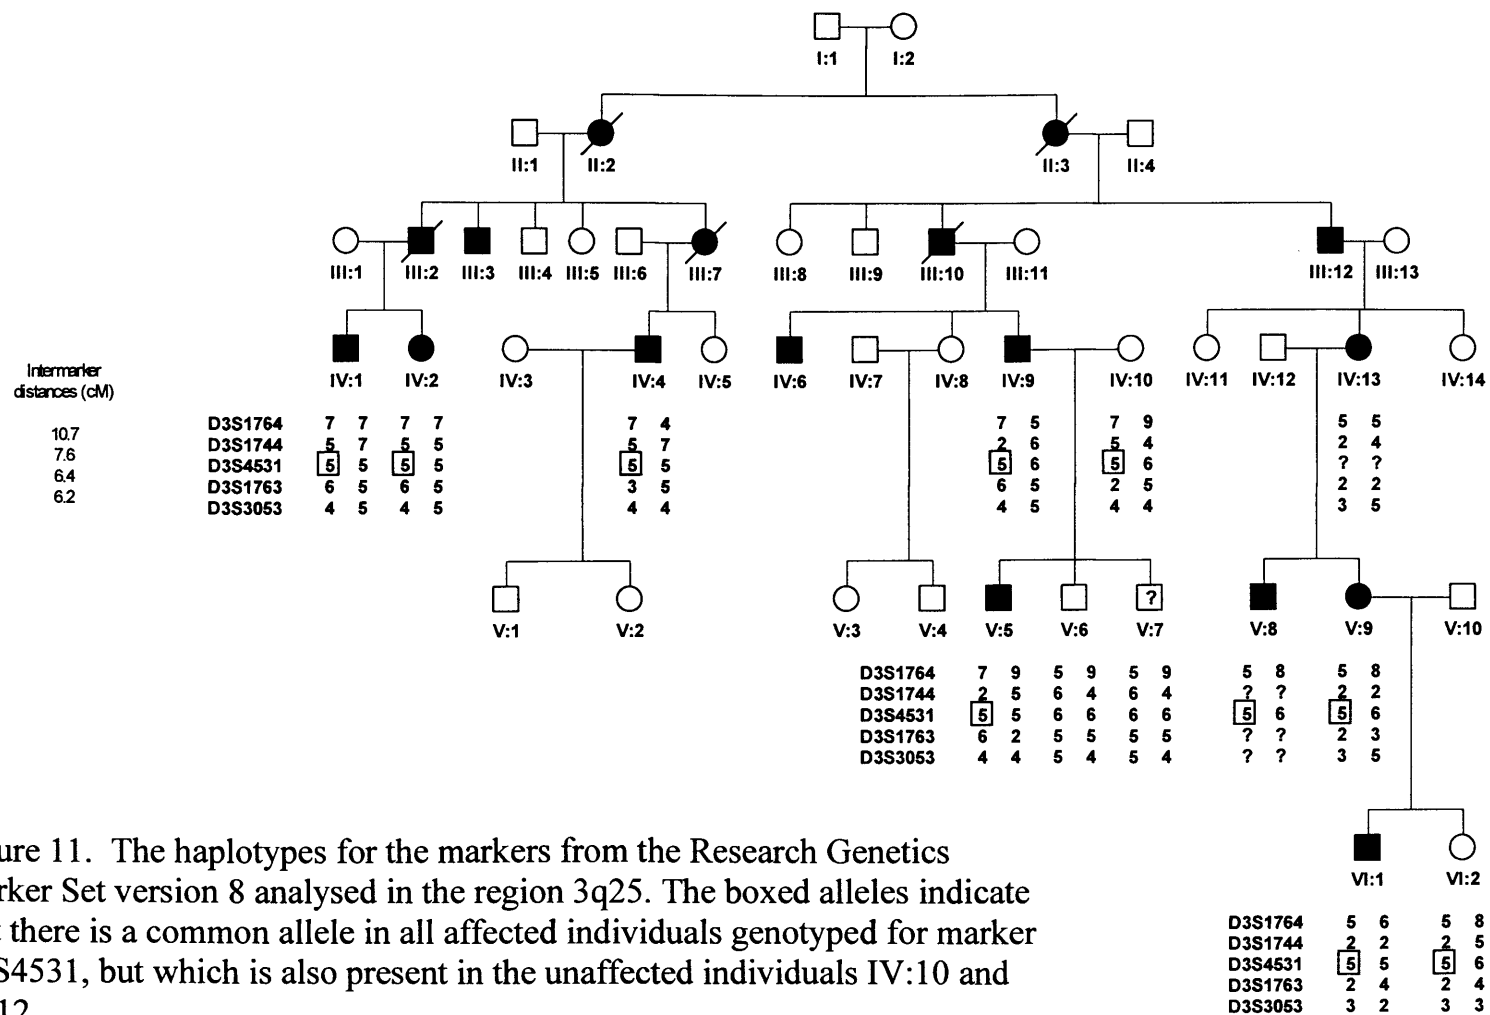 I:1 I:2
II:1 II:2 II:3 II:4
III:1 III:2 III:3 III:4 III:5 III:6 III:7 III:8 III:9 III:10 III:11 III:12 III:13
IV:1 IV:2 IV:3 IV:4 IV:5 IV:6 IV:7 IV:8 IV:9 IV:10 IV:11 IV:12 IV:13 IV:14
Intermarker
distances (cM)
10.7
7.6
6.4
6.2
D3S1764 7 7 7 7 7 4 7 5 7 9 5 5
D3S1744 5 7 5 5 5 7 2 6 5 4 2 4
D3S4531 5 5 5 5 5 5 5 6 5 6 ? ?
D3S1763 6 5 6 5 3 5 6 5 2 5 2 2
D3S3053 4 5 4 5 4 4 4 5 4 4 3 5
?
V:1 V:2 V:3 V:4 V:5 V:6 V:7 V:8 V:9 V:10
D3S1764 7 9 5 9 5 9 5 8 5 8
D3S1744 2 5 6 4 6 4 ? ? 2 2
D3S4531 5 5 6 6 6 6 5 6 5 6
D3S1763 6 2 5 5 5 5 ? ? 2 3
D3S3053 4 4 5 4 5 4 ? ? 3 5
VI:1 VI:2
D3S1764 5 6 5 8
D3S1744 2 2 2 5
D3S4531 5 5 5 6
D3S1763 2 4 2 4
D3S3053 3 2 3 3
ure 11. The haplotypes for the markers from the Research Genetics
rker Set version 8 analysed in the region 3q25. The boxed alleles indicate
there is a common allele in all affected individuals genotyped for marker
S4531, but which is also present in the unaffected individuals IV:10 and